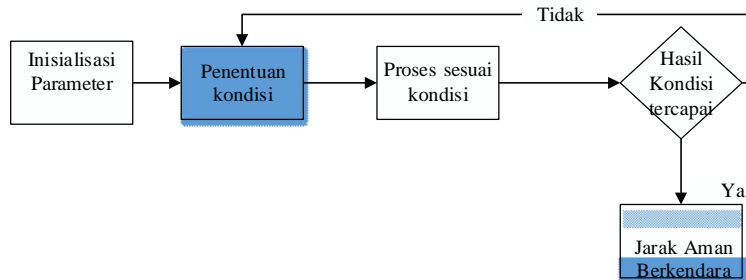 Tidak
Inisialisasi
Parameter
Penentuan
kondisi
Proses sesuai
kondisi
Hasil
Kondisi
tercapai
Ya
Jarak Aman
Berkendara